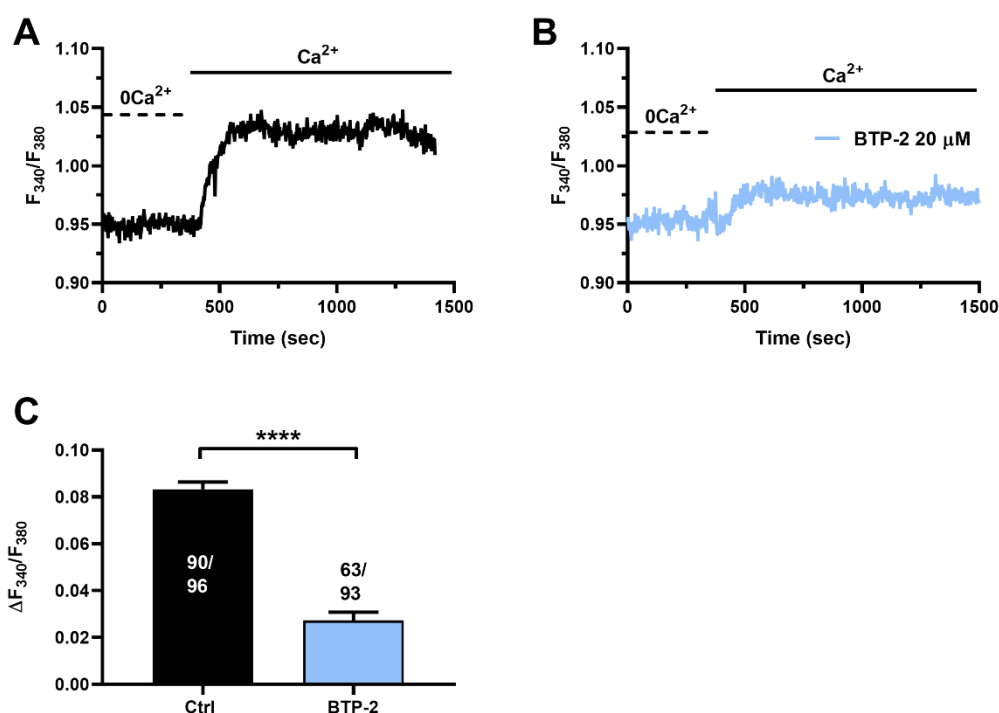 A
1.10
1.05
1.00
0.95
0.90
F340/F380
0Ca2+
Ca2+
0
500
1000
1500
Time (sec)
B
1.10
1.05
1.00
0.95
0.90
F340/F380
0Ca2+
Ca2+
BTP-2 20 μM
0
500
1000
1500
Time (sec)
C
0.10
0.08
0.06
0.04
0.02
0.00
ΔF340/F380
****
90/
96
63/
93
Ctrl
BTP-2